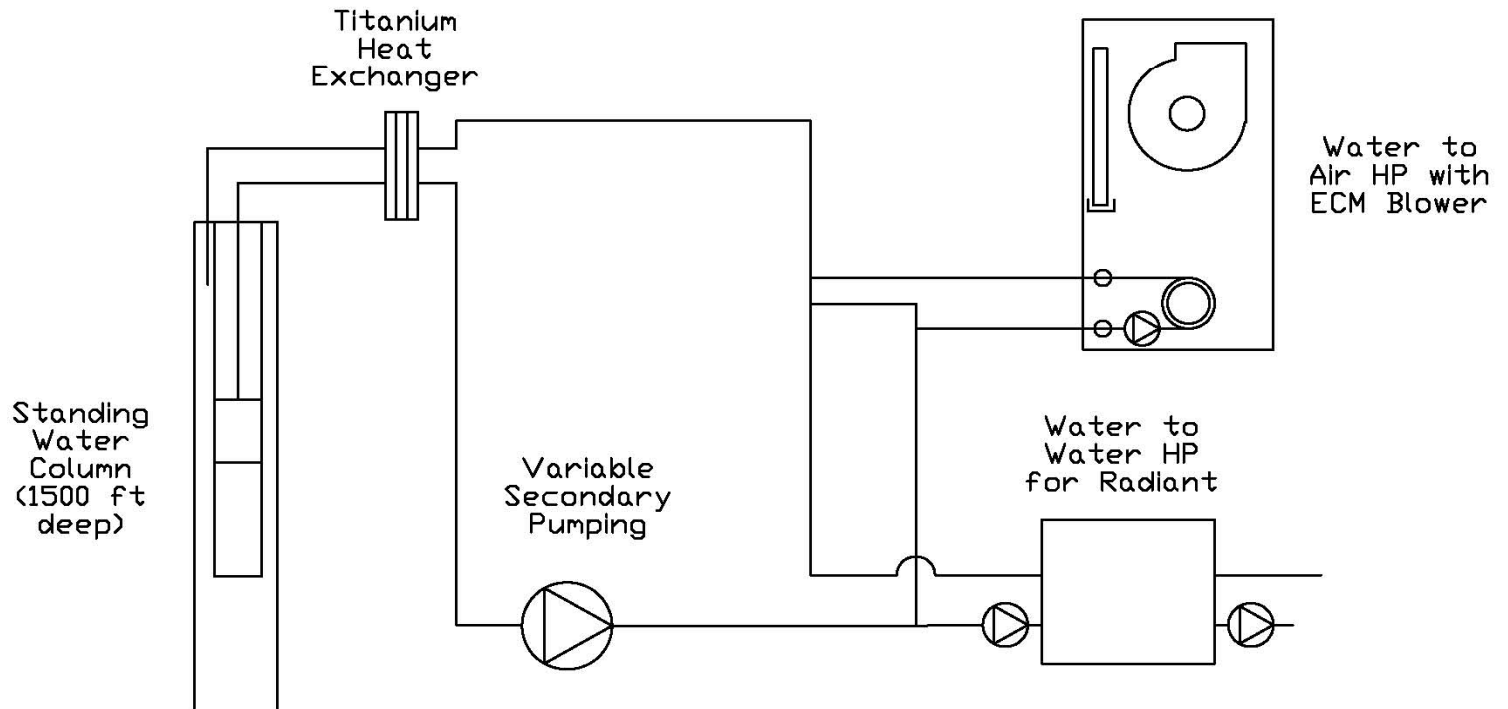 Titanium
Heat
Exchanger
Water to
Air HP with
ECM Blower
Standing
Water
Column
(1500 ft
deep)
Variable
Secondary
Pumping
Water to
Water HP
for Radiant